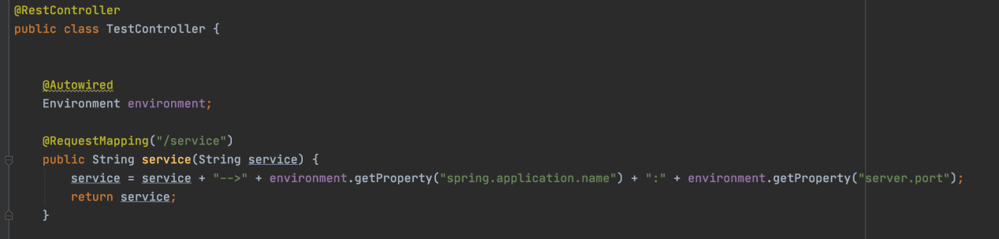 @RestController
public class TestController {
@Autowired
Environment environment;
@RequestMapping("/service")
public String service(String service) {
service = service + "-->" + environment.getProperty("spring.application.name") + ":" + environment.getProperty("server.port");
return service;
}